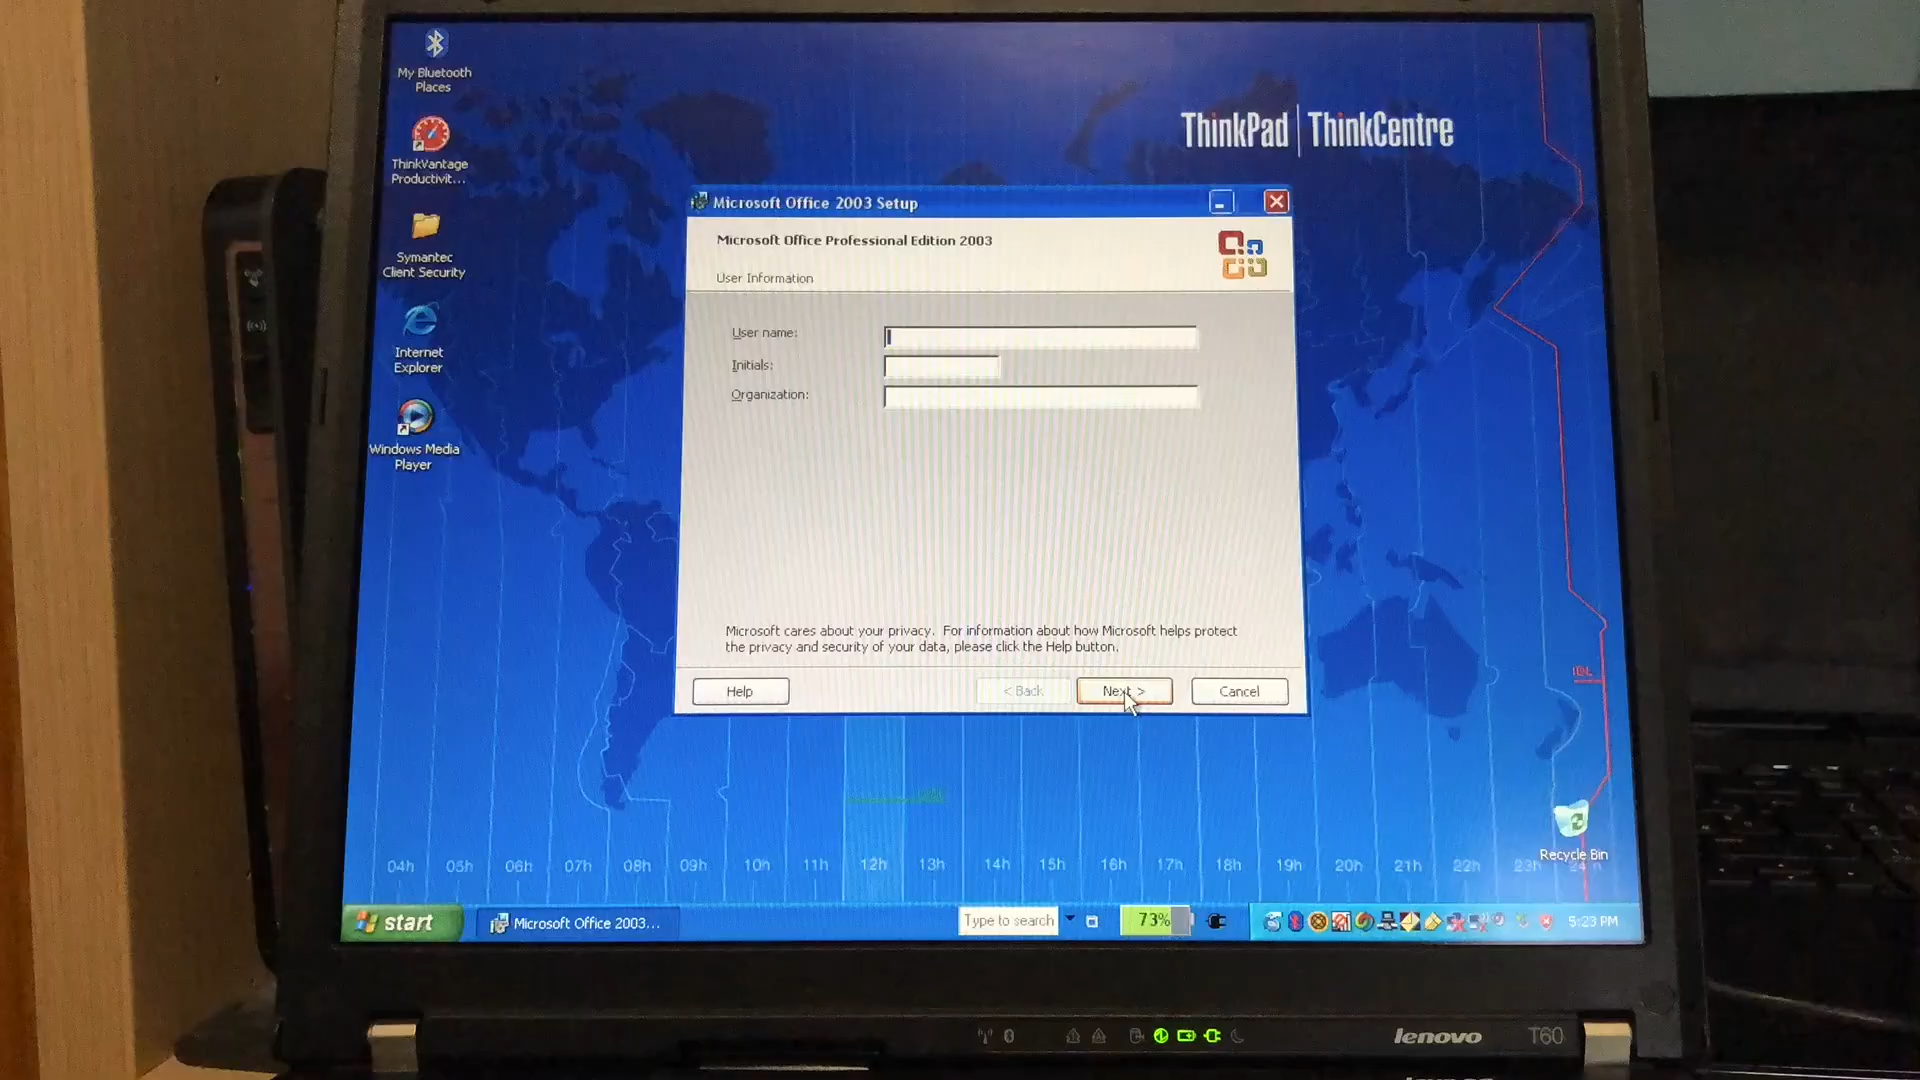 My Bluetooth
Places
ThinkVantage
Productivit...
Symantec
Client Security
Internet
Explorer
Windows Media
Player
ThinkPad | ThinkCentre
Microsoft Office 2003 Setup
Microsoft Office Professional Edition 2003
User Information
User name:
Initials:
Organization:
Microsoft cares about your privacy. For information about how Microsoft helps protect
the privacy and security of your data, please click the Help button.
Help
< Back
Next >
Cancel
Recycle Bin
04h 05h 06h 07h 08h 09h 10h 11h 12h 13h 14h 15h 16h 17h 18h 19h 20h 21h 22h 23h 24h
start
Microsoft Office 2003...
Type to search
73%
5:23 PM
lenovo
T60